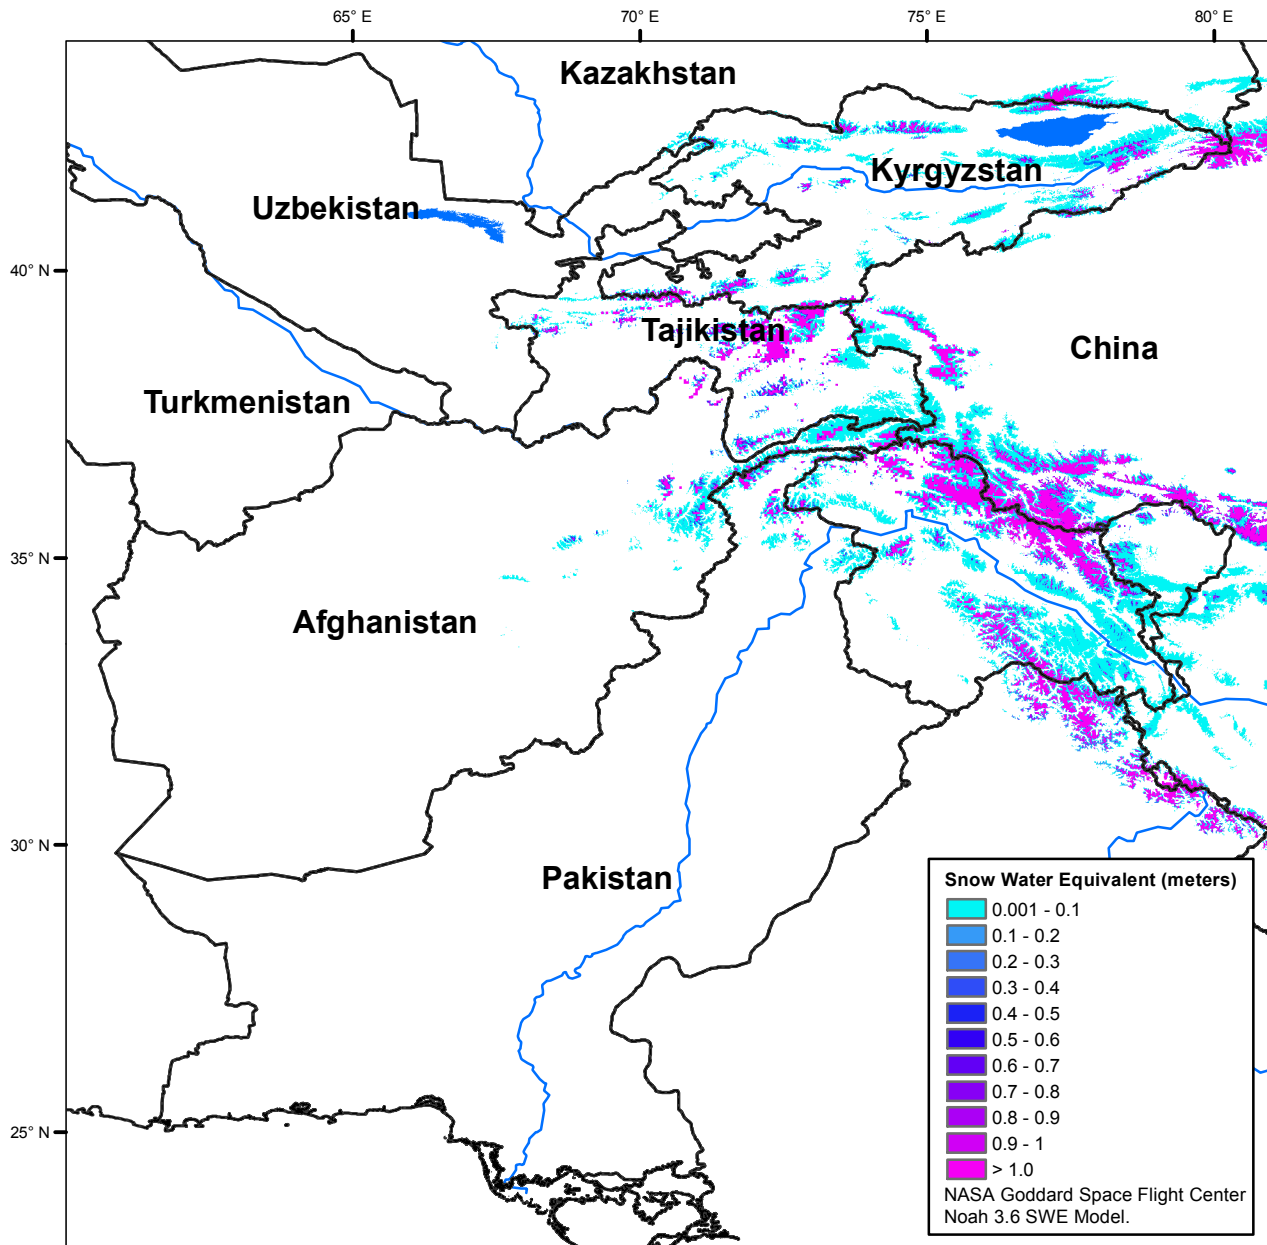 65° E
70° E
75° E
80° E
Kazakhstan
Kyrgyzstan
Uzbekistan
40° N
Tajikistan
China
Turkmenistan
35° N
Afghanistan
30° N
Pakistan
Snow Water Equivalent (meters)
0.001 - 0.1
0.1 - 0.2
0.2 - 0.3
0.3 - 0.4
0.4 - 0.5
0.5 - 0.6
0.6 - 0.7
0.7 - 0.8
0.8 - 0.9
0.9 - 1
> 1.0
NASA Goddard Space Flight Center
Noah 3.6 SWE Model.
25° N